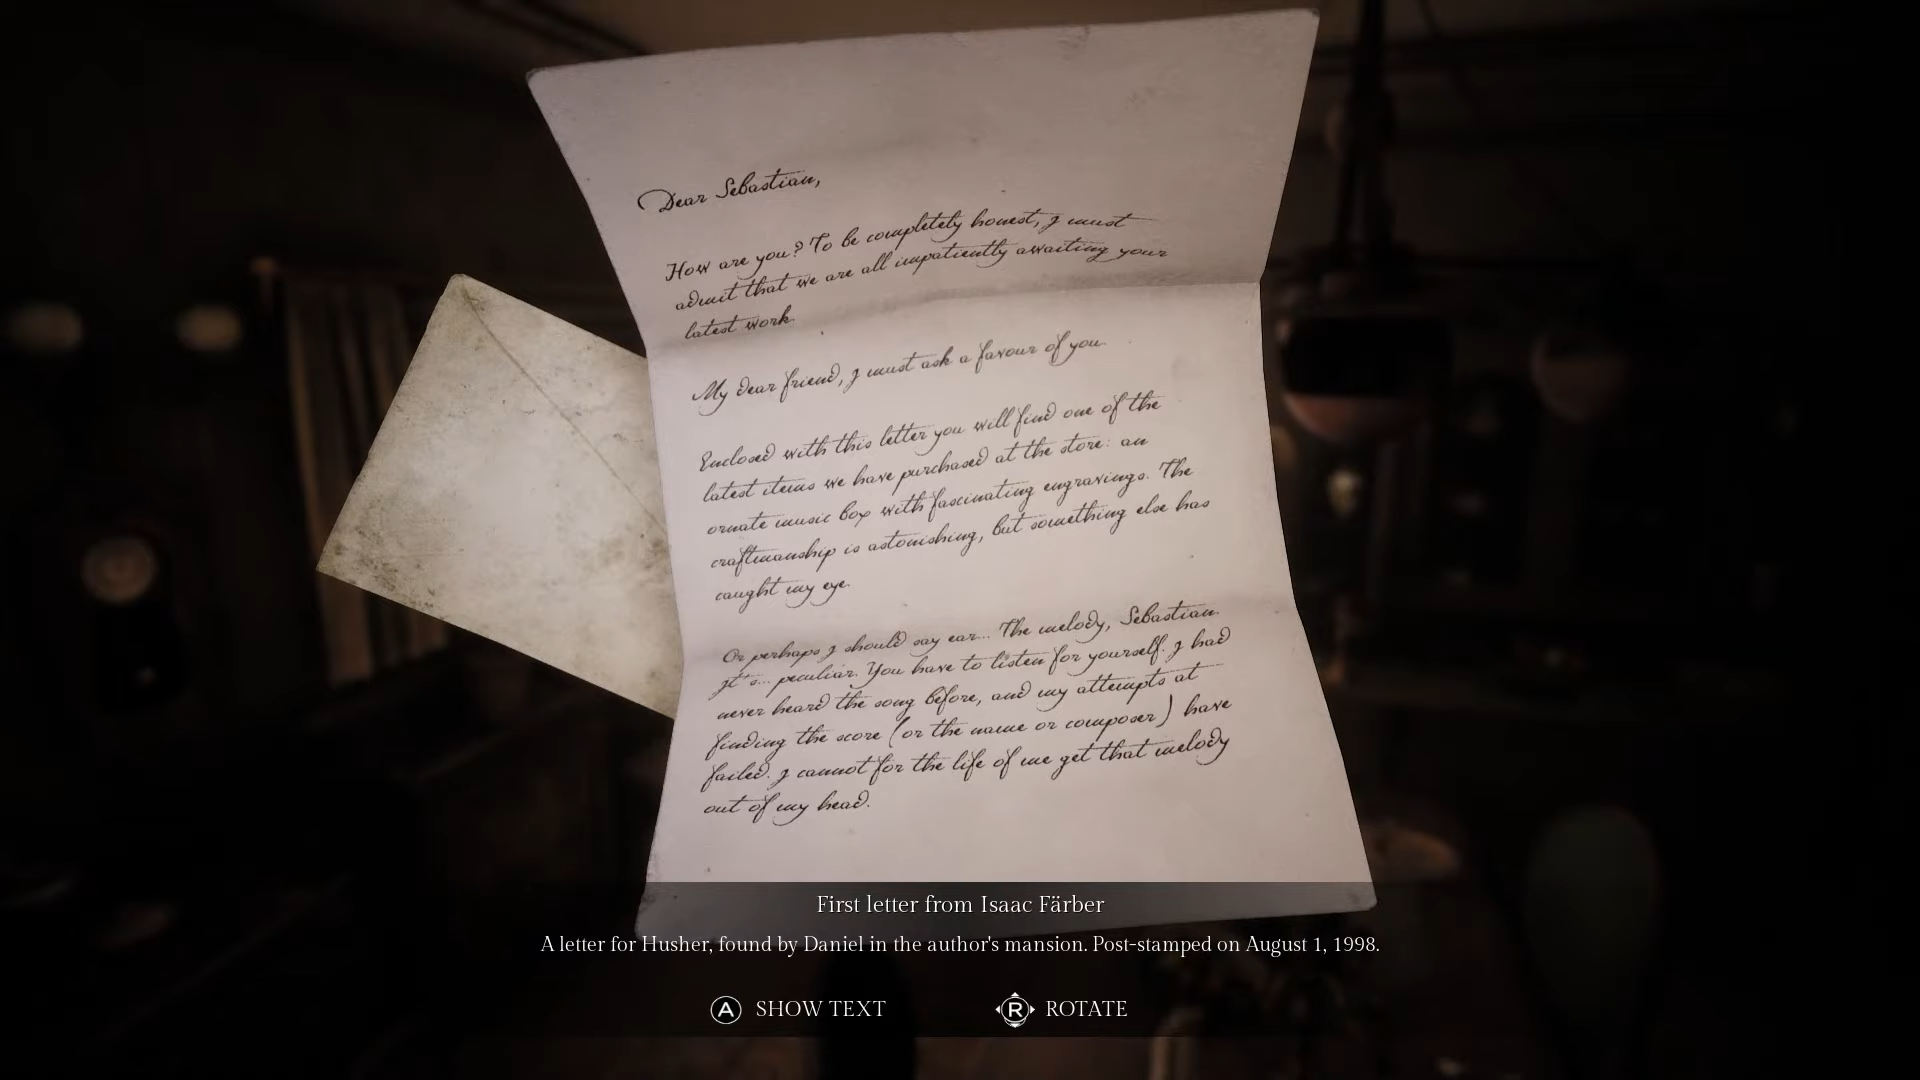 Dear Sebastian,
How are you? To be completely honest, I must
admit that we are all impatiently awaiting your
latest work.
My dear friend, I must ask a favour of you.
Enclosed with this letter you will find one of the
latest items we have purchased at the store: an
ornate music box with fascinating engravings. The
craftmanship is astonishing, but something else has
caught my eye.
Or perhaps I should say ear... The melody, Sebastian.
It's... peculiar. You have to listen for yourself. I had
never heard the song before, and my attempts at
finding the score (or the name or composer) have
failed. I cannot for the life of me get that melody
out of my head.
First letter from Isaac Färber
A letter for Husher, found by Daniel in the author's mansion. Post-stamped on August 1, 1998.
A SHOW TEXT R ROTATE